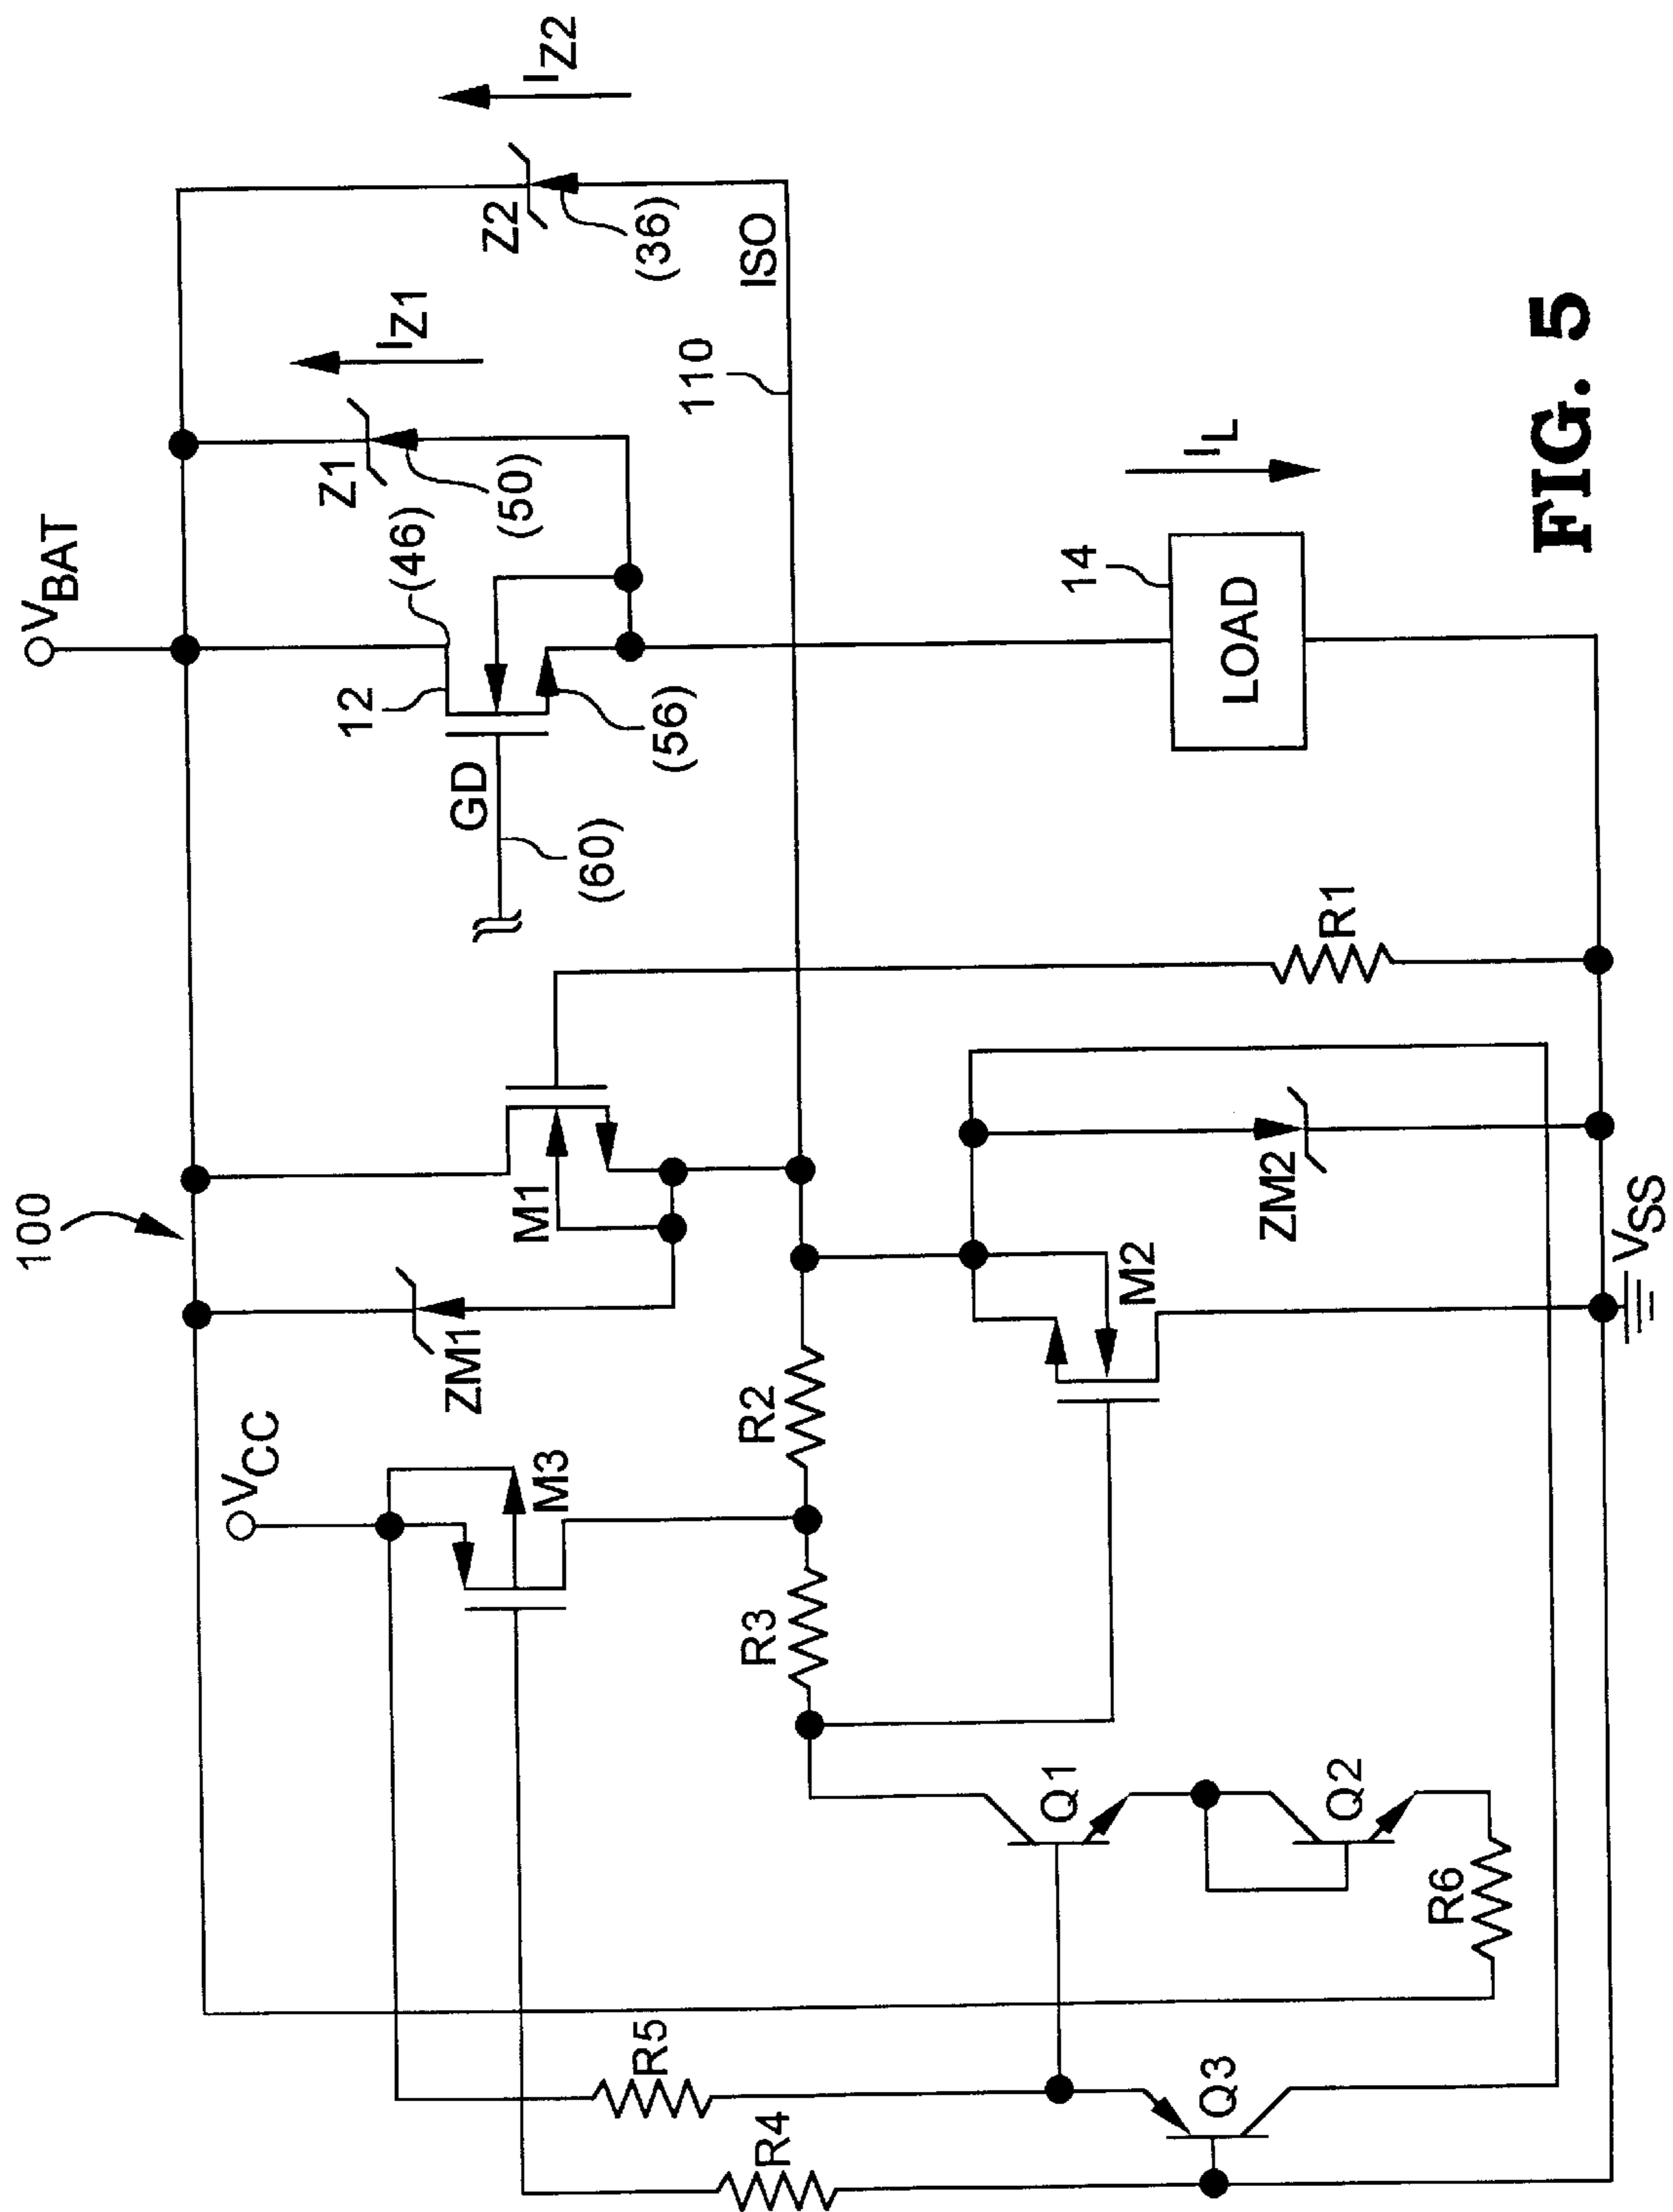 100
V_BAT
V_CC
ZM1
M1
12
(46)
Z1
I_Z1
Z2
I_Z2
GD
(60)
(56)
(50)
(36)
ISO
110
M3
R2
R3
R5
R4
Q1
Q2
Q3
R6
M2
ZM2
R1
14
LOAD
I_L
V_SS
FIG. 5